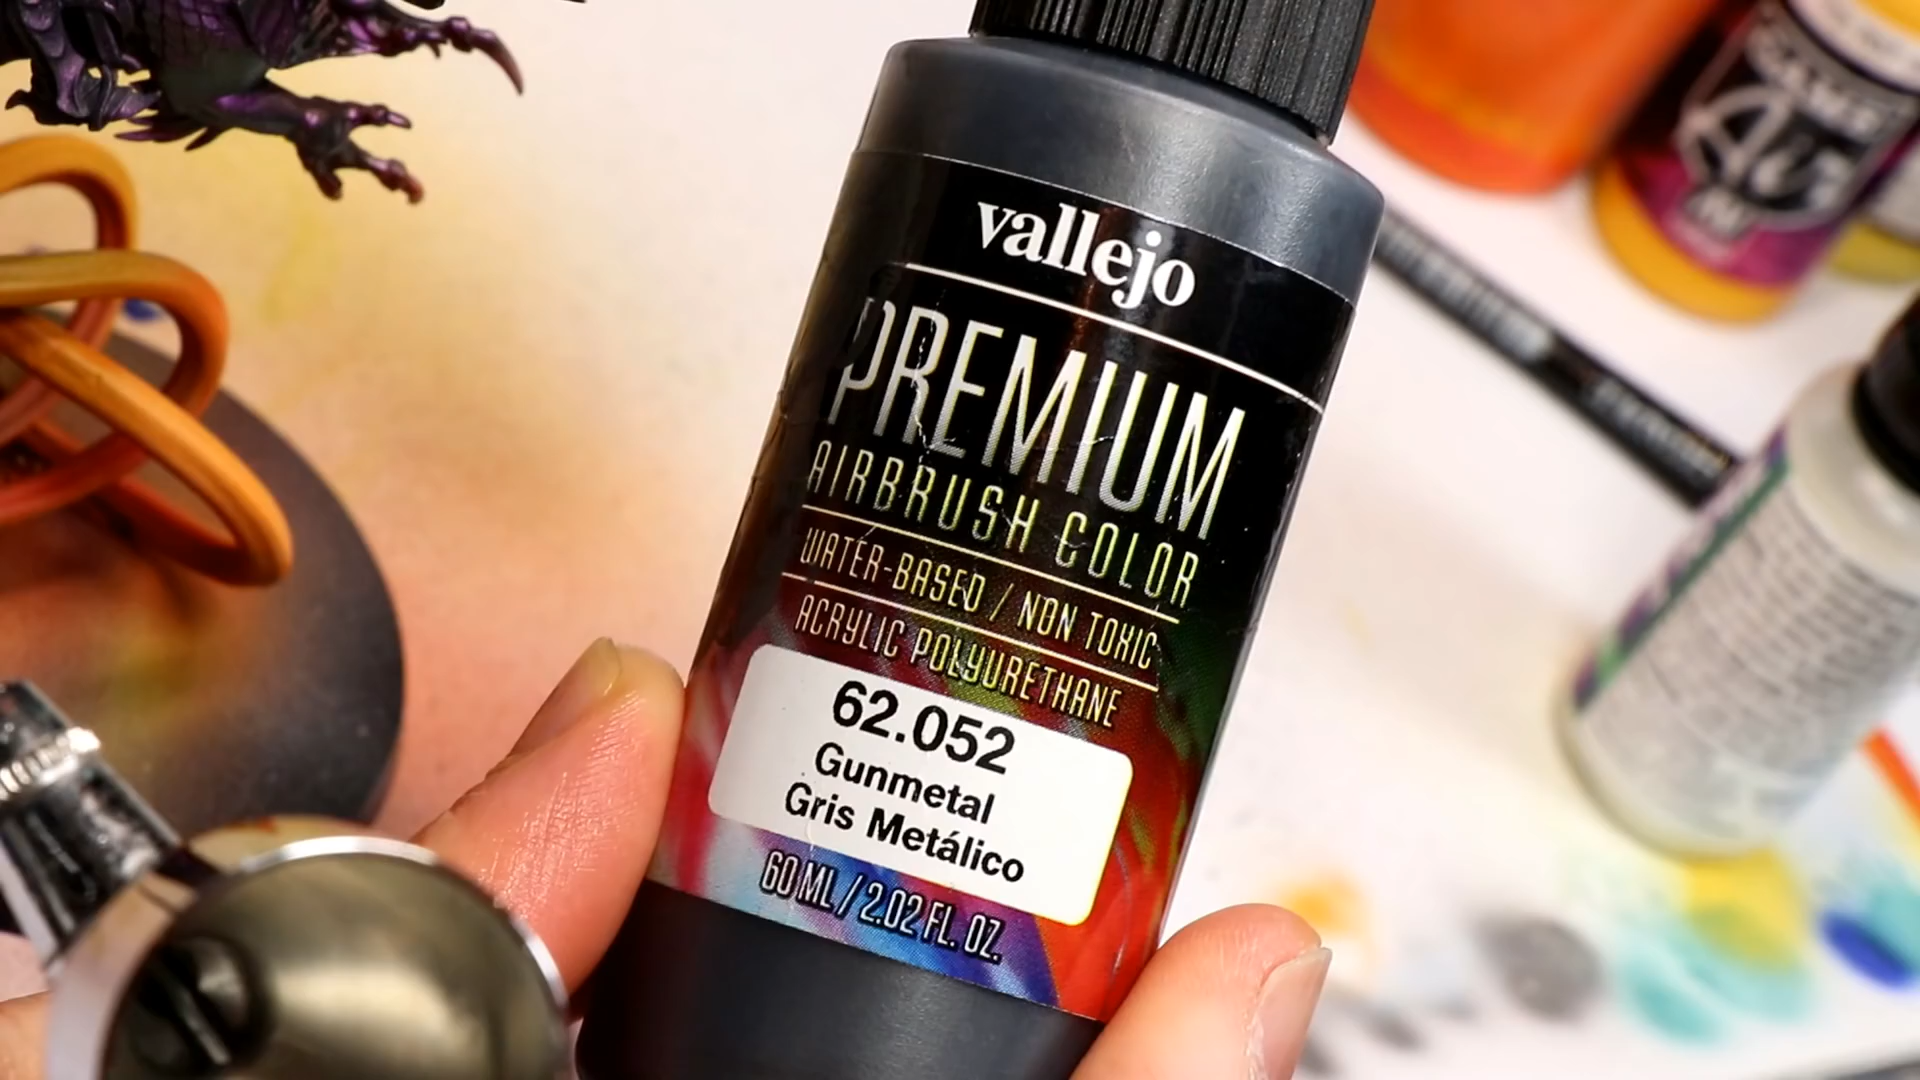 vallejo
PREMIUM
AIRBRUSH COLOR
WATER-BASED / NON TOXIC
ACRYLIC POLYURETHANE
62.052
Gunmetal
Gris Metálico
60 ML / 2.02 FL. OZ.